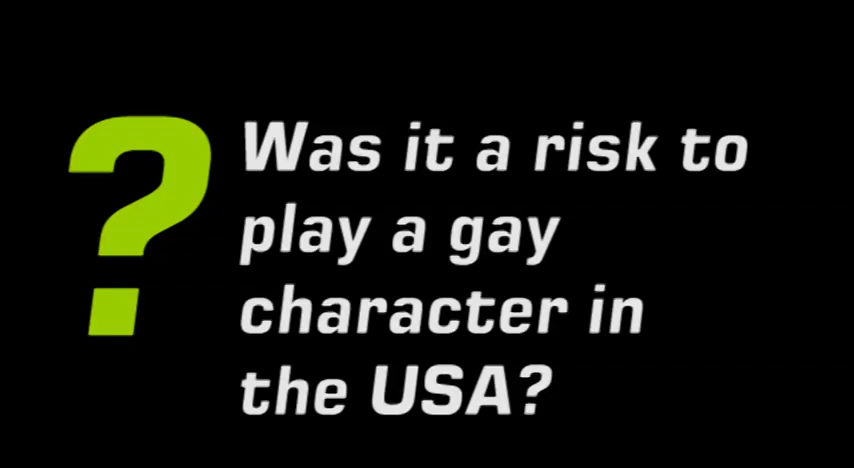 ? Was it a risk to
play a gay
character in
the USA?